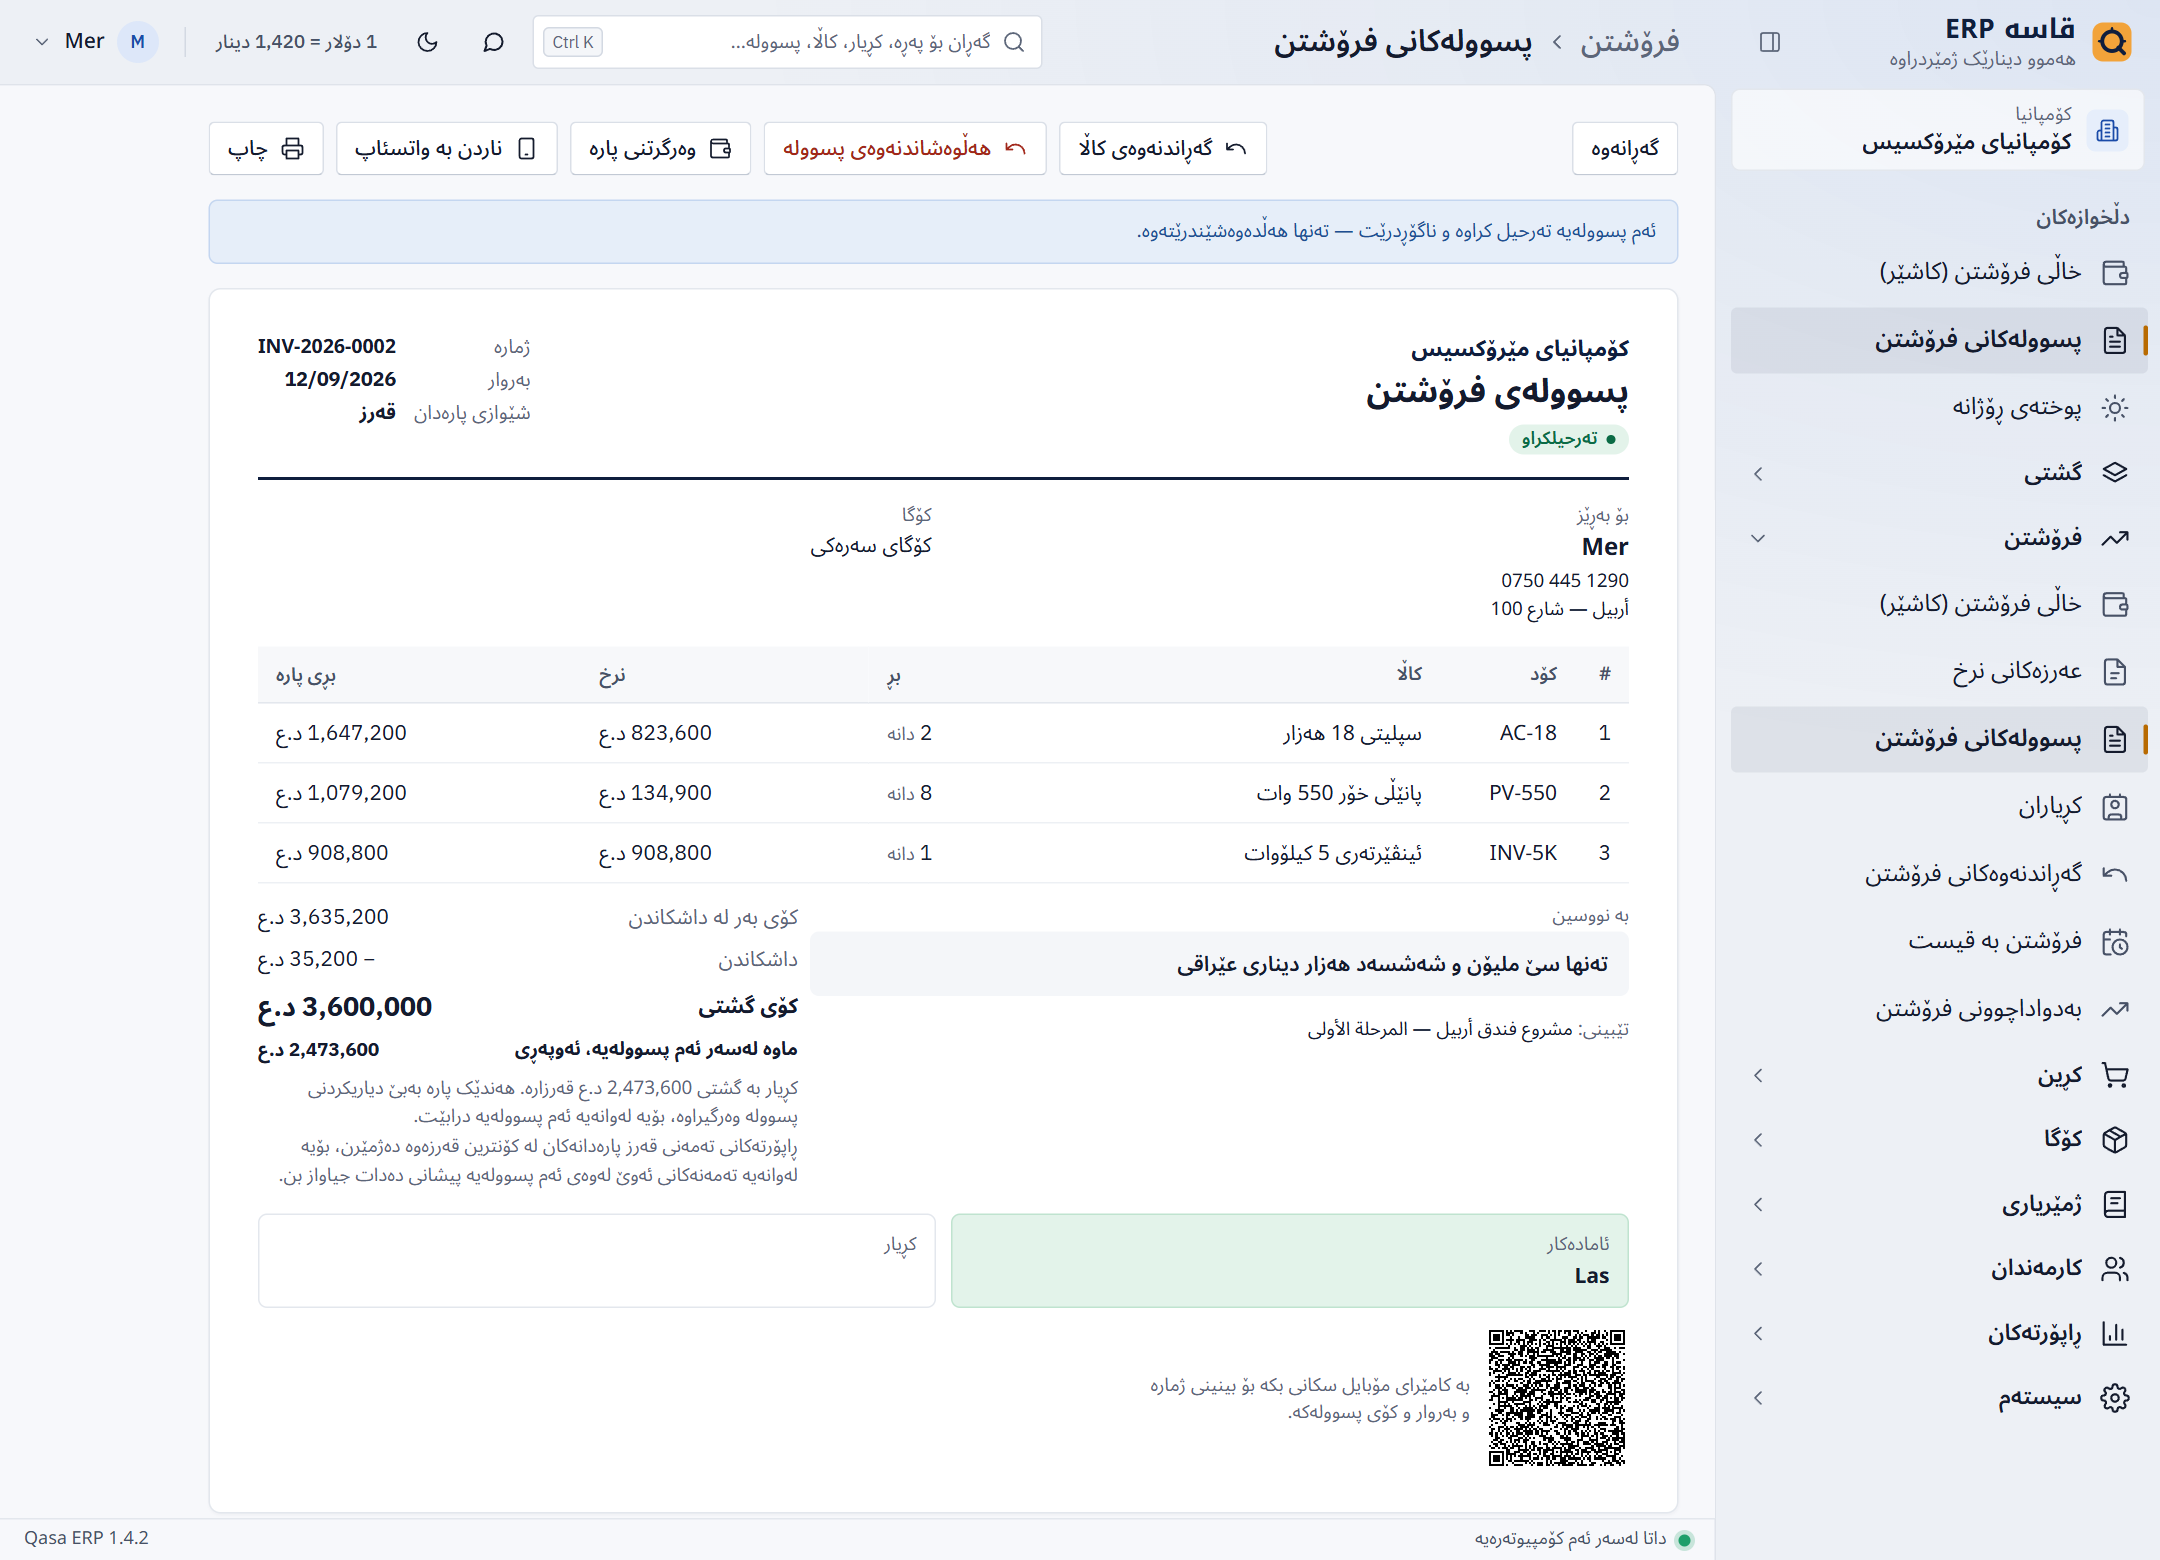 قاسە ERP
هەموو دینارێک ژمێردراوە
فرۆشتن
پسوولەکانی فرۆشتن
گەڕان بۆ پەڕە، کڕیار، کاڵا، پسوولە...
Ctrl K
1 دۆلار = 1,420 دینار
M
Mer
کۆمپانیا
کۆمپانیای مێرۆکسیس
دڵخوازەکان
خاڵی فرۆشتن (کاشێر)
پسوولەکانی فرۆشتن
پوختەی ڕۆژانە
گشتی
فرۆشتن
خاڵی فرۆشتن (کاشێر)
عەرزەکانی نرخ
پسوولەکانی فرۆشتن
کڕیاران
گەڕاندنەوەکانی فرۆشتن
فرۆشتن بە قیست
بەدواداچوونی فرۆشتن
کڕین
کۆگا
ژمێریاری
کارمەندان
ڕاپۆرتەکان
سیستەم
گەڕانەوە
گەڕاندنەوەی کاڵا
هەڵوەشاندنەوەی پسوولە
وەرگرتنی پارە
ناردن بە واتسئاپ
چاپ
ئەم پسوولەیە تەرحیل کراوە و ناگۆڕدرێت — تەنها هەڵدەوەشێندرێتەوە.
کۆمپانیای مێرۆکسیس
پسوولەی فرۆشتن
تەرحیلکراو
ژمارە INV-2026-0002
بەروار 12/09/2026
شێوازی پارەدان قەرز
بۆ بەڕێز
Mer
0750 445 1290
أربيل — شارع 100
کۆگا
کۆگای سەرەکی
# کۆد کاڵا بڕ نرخ بڕی پارە
1 AC-18 سپلیتی 18 هەزار 2 دانە 823,600 د.ع 1,647,200 د.ع
2 PV-550 پانێڵی خۆر 550 وات 8 دانە 134,900 د.ع 1,079,200 د.ع
3 INV-5K ئینڤێرتەری 5 کیلۆوات 1 دانە 908,800 د.ع 908,800 د.ع
بە نووسین
تەنها سێ ملیۆن و شەشسەد هەزار دیناری عێراقی
تێبینی: مشروع فندق أربيل — المرحلة الأولى
کۆی بەر لە داشکاندن 3,635,200 د.ع
داشکاندن – 35,200 د.ع
کۆی گشتی 3,600,000 د.ع
ماوە لەسەر ئەم پسوولەیە، ئەوپەڕی 2,473,600 د.ع
کڕیار بە گشتی 2,473,600 د.ع قەرزارە. هەندێک پارە بەبێ دیاریکردنی
پسوولە وەرگیراوە، بۆیە لەوانەیە ئەم پسوولەیە درابێت.
ڕاپۆرتەکانی تەمەنی قەرز پارەدانەکان لە کۆنترین قەرزەوە دەژمێرن، بۆیە
لەوانەیە تەمەنەکانی ئەوێ لەوەی ئەم پسوولەیە پیشانی دەدات جیاواز بن.
ئامادەکار
Las
کڕیار
بە کامێرای مۆبایل سکانی بکە بۆ بینینی ژمارە
و بەروار و کۆی پسوولەکە.
داتا لەسەر ئەم کۆمپیوتەرەیە
Qasa ERP 1.4.2